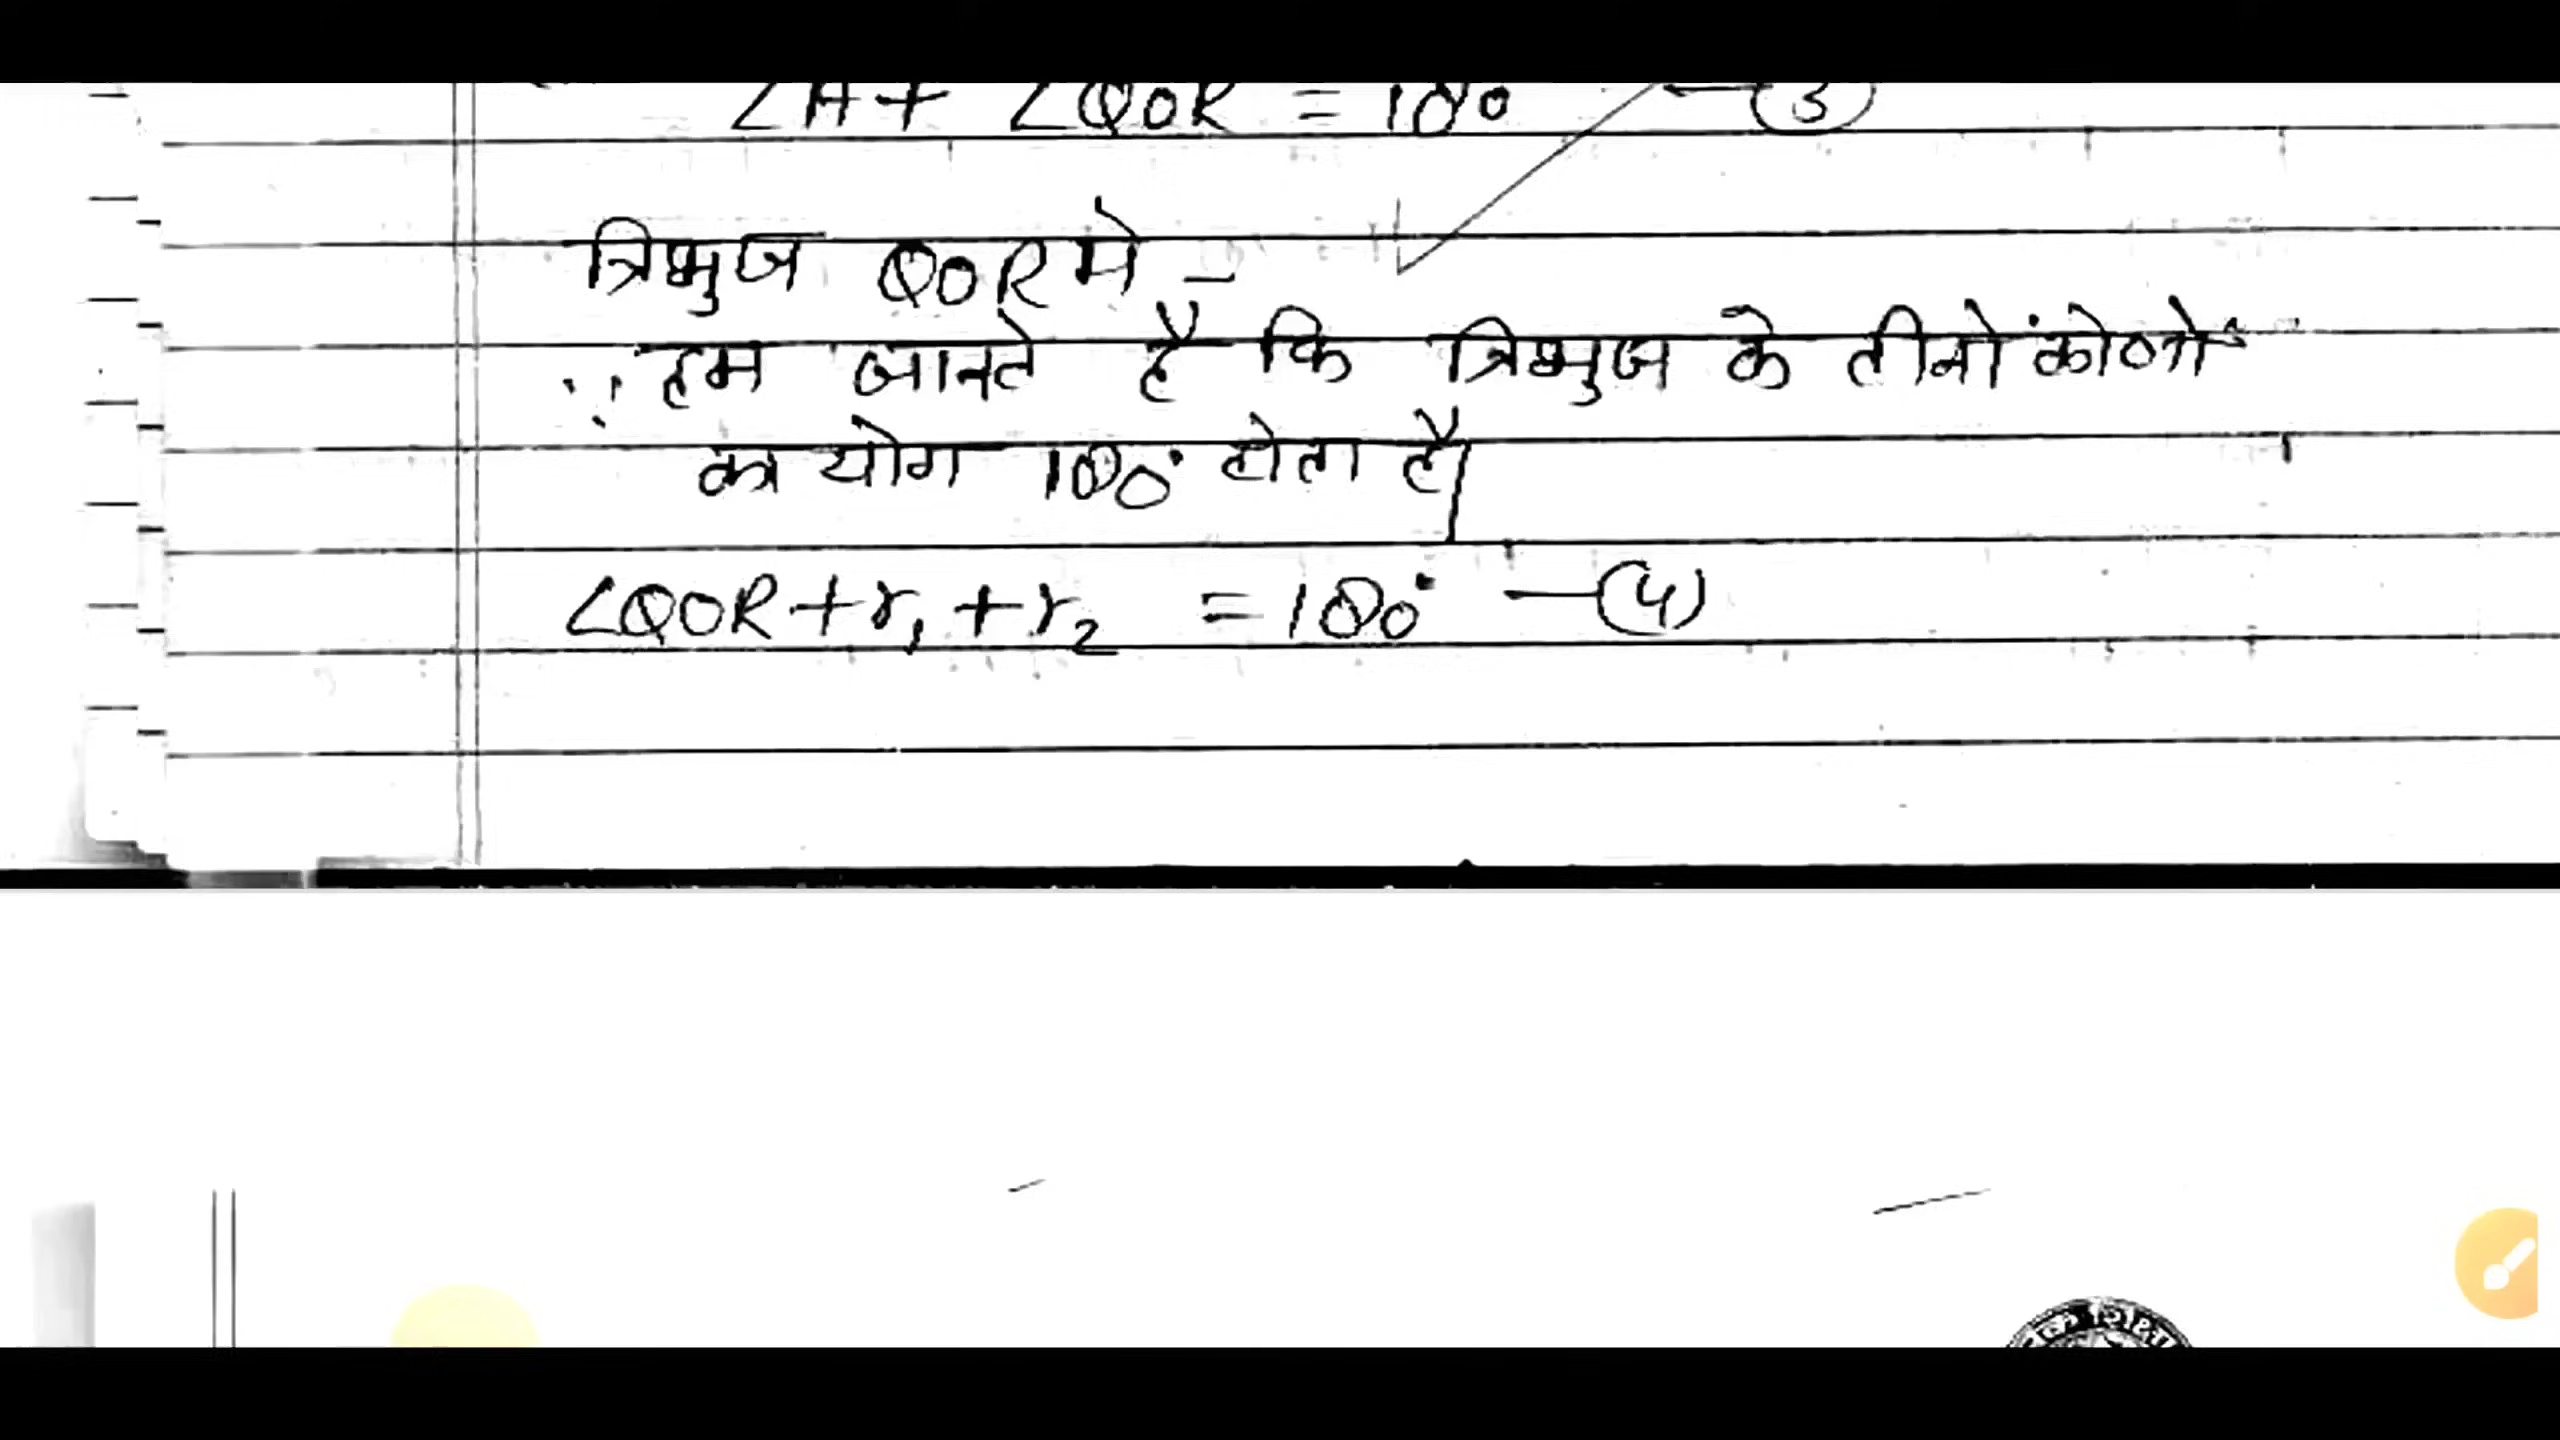 ∠A + ∠QOR = 180 —(3)
त्रिभुज QOR मे -
∵ हम जानते है कि त्रिभुज के तीनो कोणो
का योग 180° होता है।
∠QOR + r₁ + r₂ = 180° —(4)